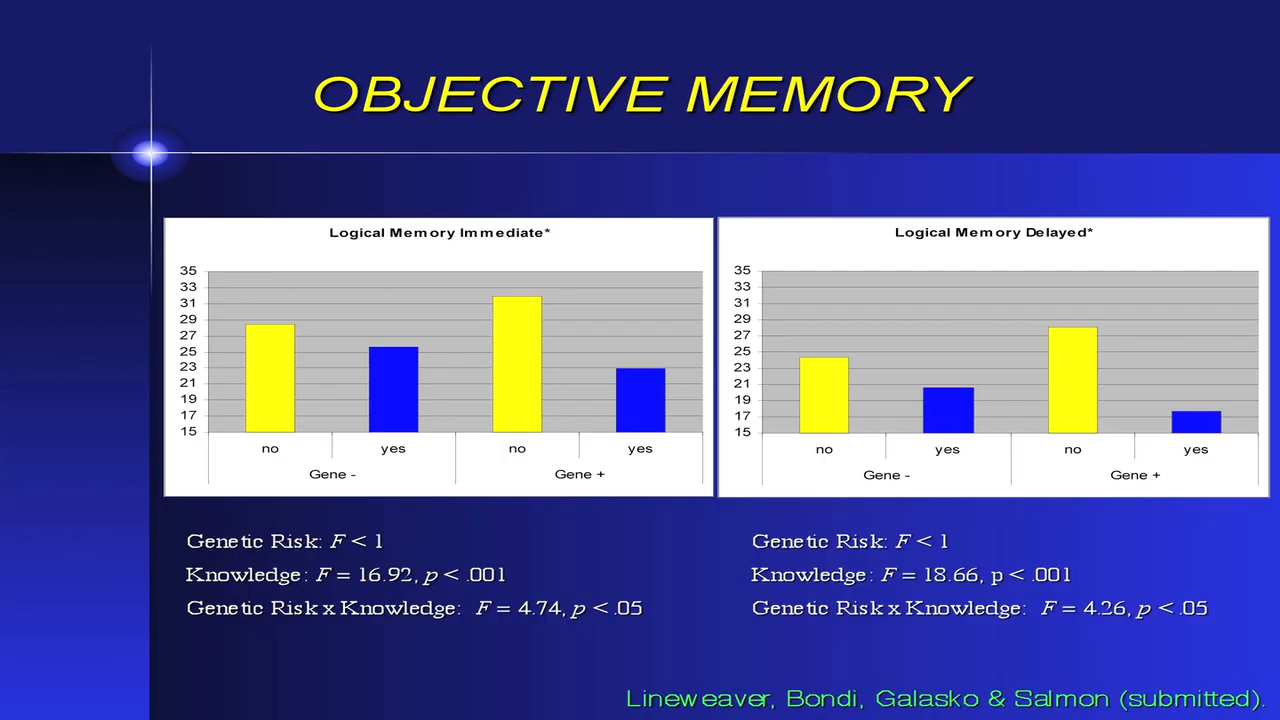 OBJECTIVE MEMORY
Logical Memory Immediate*
35
33
31
29
27
25
23
21
19
17
15
no yes no yes
Gene - Gene +
Logical Memory Delayed*
35
33
31
29
27
25
23
21
19
17
15
no yes no yes
Gene - Gene +
Genetic Risk: F < 1
Knowledge: F = 16.92, p < .001
Genetic Risk x Knowledge: F = 4.74, p < .05
Genetic Risk: F < 1
Knowledge: F = 18.66, p < .001
Genetic Risk x Knowledge: F = 4.26, p < .05
Lineweaver, Bondi, Galasko & Salmon (submitted).